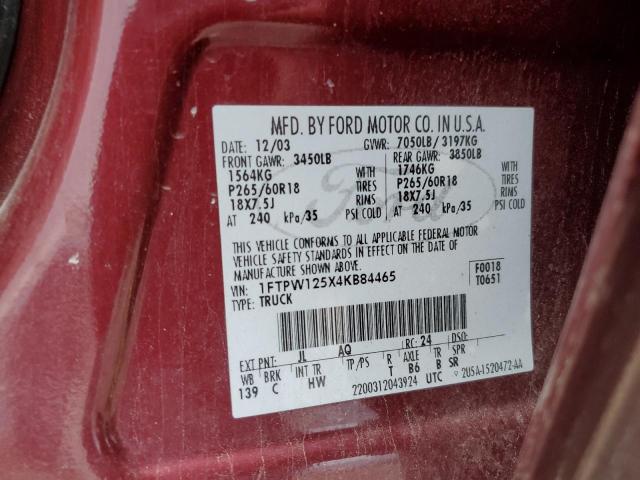 MFD. BY FORD MOTOR CO. IN U.S.A.
DATE: 12/03 GVWR: 7050LB/ 3197KG
FRONT GAWR: 3450LB REAR GAWR: 3850LB
1564KG WITH 1746KG WITH
P265/60R18 TIRES P265/60R18 TIRES
18X7.5J RIMS 18X7.5J RIMS
AT 240 kPa/35 PSI COLD AT 240 kPa/35 PSI COLD
Ford
THIS VEHICLE CONFORMS TO ALL APPLICABLE FEDERAL MOTOR
VEHICLE SAFETY STANDARDS IN EFFECT ON THE DATE OF
MANUFACTURE SHOWN ABOVE.
VIN: 1FTPW125X4KB84465 F0018
TYPE: TRUCK T0651
EXT PNT: JL AQ RC: 24 DSO:
WB BRK INT TR TP/PS R AXLE TR SPR
139 C HW T B6 B SR
2200312043924 UTC 2U5A-1520472-AA